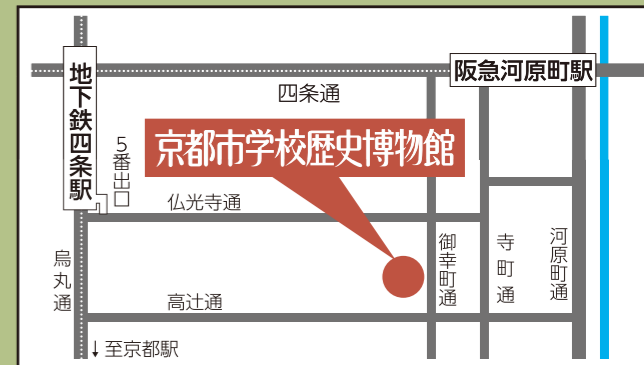 阪急河原町駅
地下鉄四条駅
四条通
5番出口
京都市学校歴史博物館
仏光寺通
御幸町通
寺町通
河原町通
烏丸通
高辻通
↓至京都駅